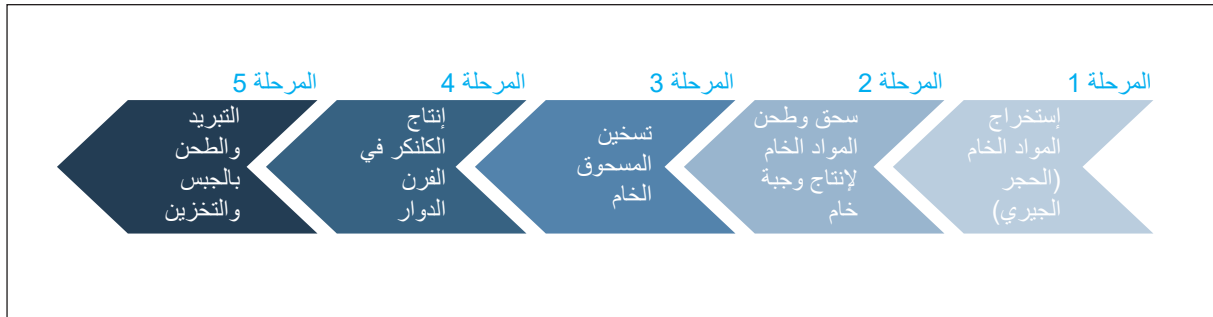 المرحلة 1
إستخراج
المواد الخام
(الحجر
الجيري)
المرحلة 2
سحق وطحن
المواد الخام
لإنتاج وجبة
خام
المرحلة 3
تسخين
المسحوق
الخام
المرحلة 4
إنتاج
الكلنكر في
الفرن
الدوار
المرحلة 5
التبريد
والطحن
بالجبس
والتخزين